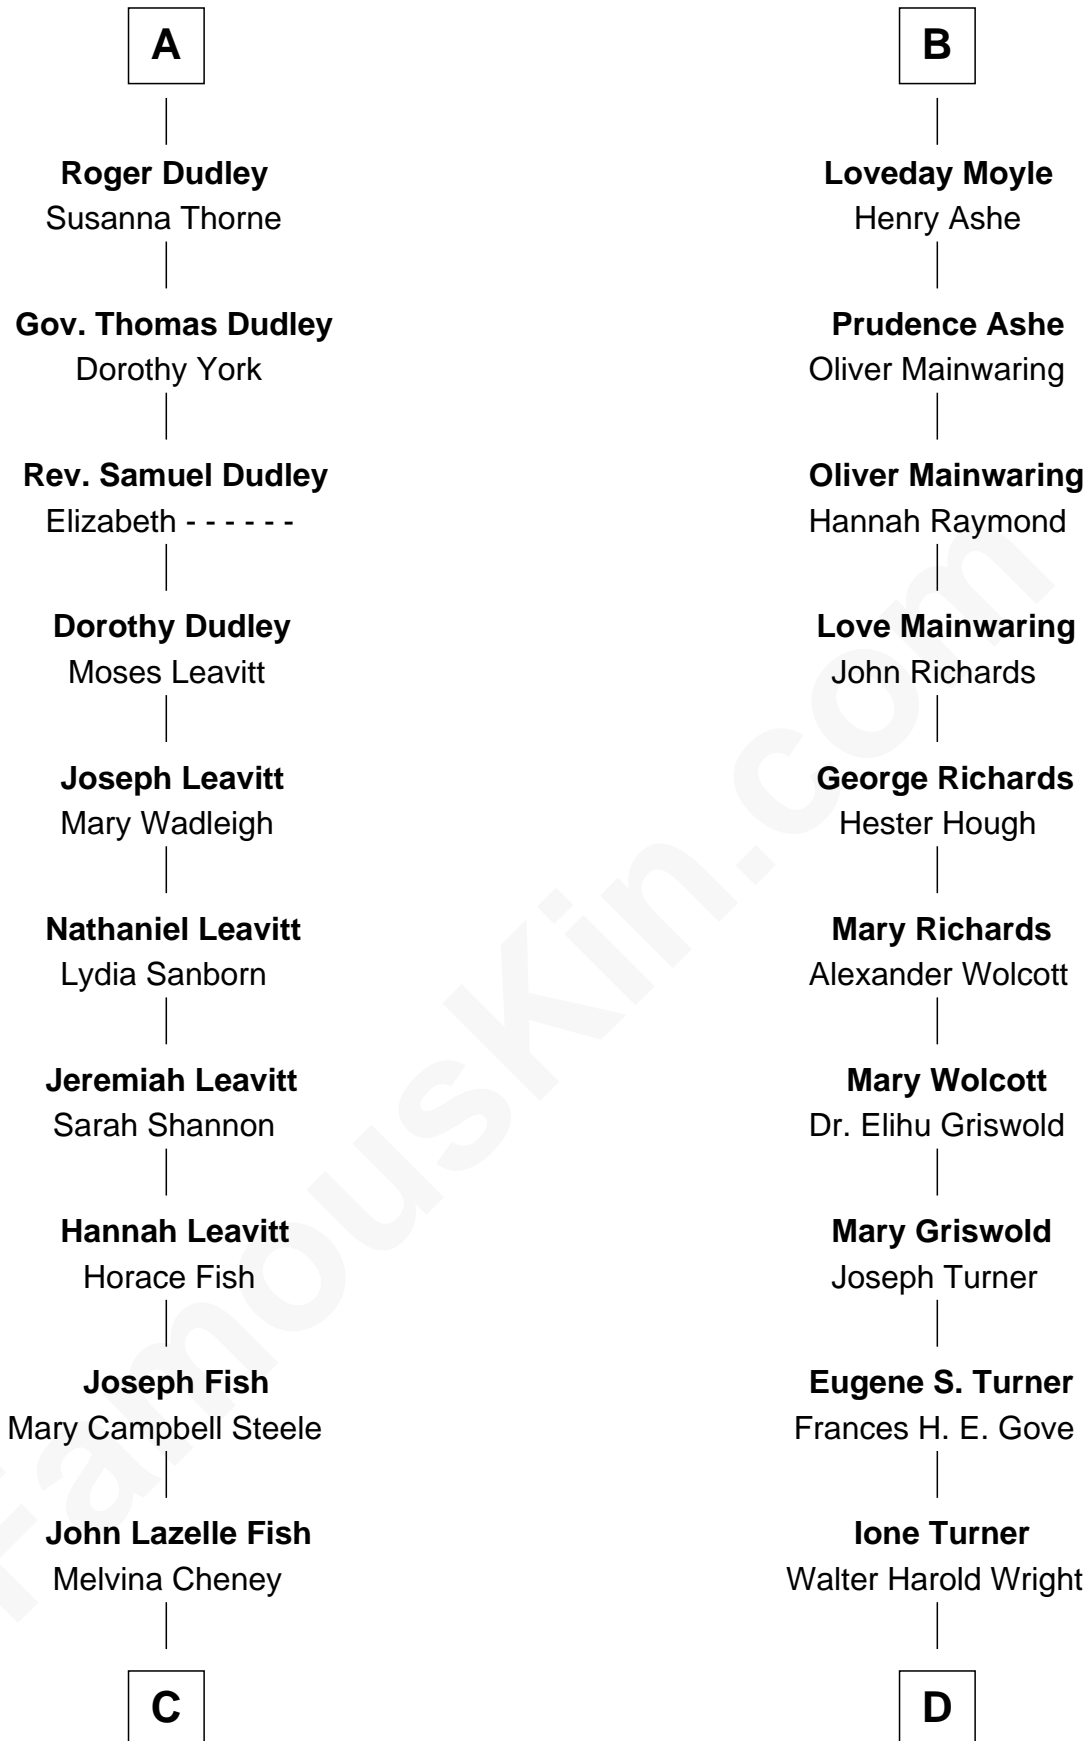 A
Roger Dudley
Susanna Thorne
Gov. Thomas Dudley
Dorothy York
Rev. Samuel Dudley
Elizabeth - - - - - -
Dorothy Dudley
Moses Leavitt
Joseph Leavitt
Mary Wadleigh
Nathaniel Leavitt
Lydia Sanborn
Jeremiah Leavitt
Sarah Shannon
Hannah Leavitt
Horace Fish
Joseph Fish
Mary Campbell Steele
John Lazelle Fish
Melvina Cheney
C
B
Loveday Moyle
Henry Ashe
Prudence Ashe
Oliver Mainwaring
Oliver Mainwaring
Hannah Raymond
Love Mainwaring
John Richards
George Richards
Hester Hough
Mary Richards
Alexander Wolcott
Mary Wolcott
Dr. Elihu Griswold
Mary Griswold
Joseph Turner
Eugene S. Turner
Frances H. E. Gove
Ione Turner
Walter Harold Wright
D
FamousKin.com